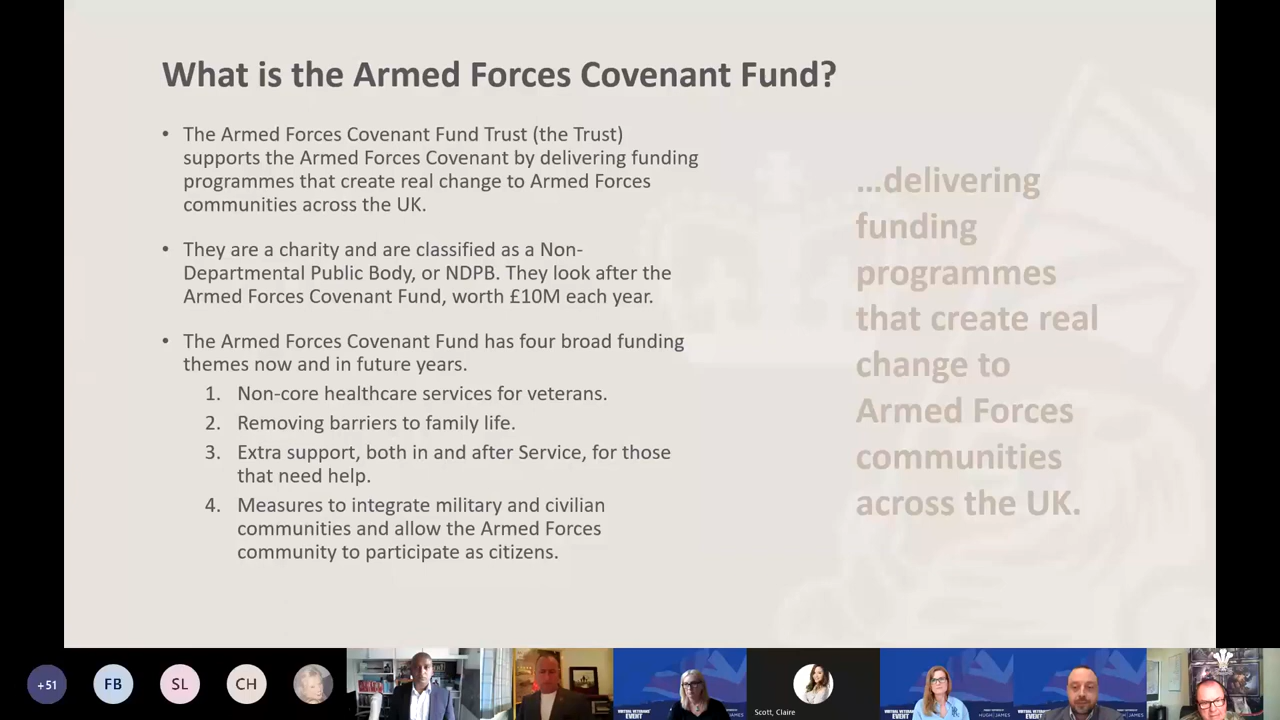 What is the Armed Forces Covenant Fund?
• The Armed Forces Covenant Fund Trust (the Trust)
supports the Armed Forces Covenant by delivering funding
programmes that create real change to Armed Forces
communities across the UK.
• They are a charity and are classified as a Non-
Departmental Public Body, or NDPB. They look after the
Armed Forces Covenant Fund, worth £10M each year.
• The Armed Forces Covenant Fund has four broad funding
themes now and in future years.
1. Non-core healthcare services for veterans.
2. Removing barriers to family life.
3. Extra support, both in and after Service, for those
that need help.
4. Measures to integrate military and civilian
communities and allow the Armed Forces
community to participate as citizens.
...delivering
funding
programmes
that create real
change to
Armed Forces
communities
across the UK.
+51
FB
SL
CH
Scott, Claire
VIRTUAL VETERANS'
EVENT
HUGH JAMES